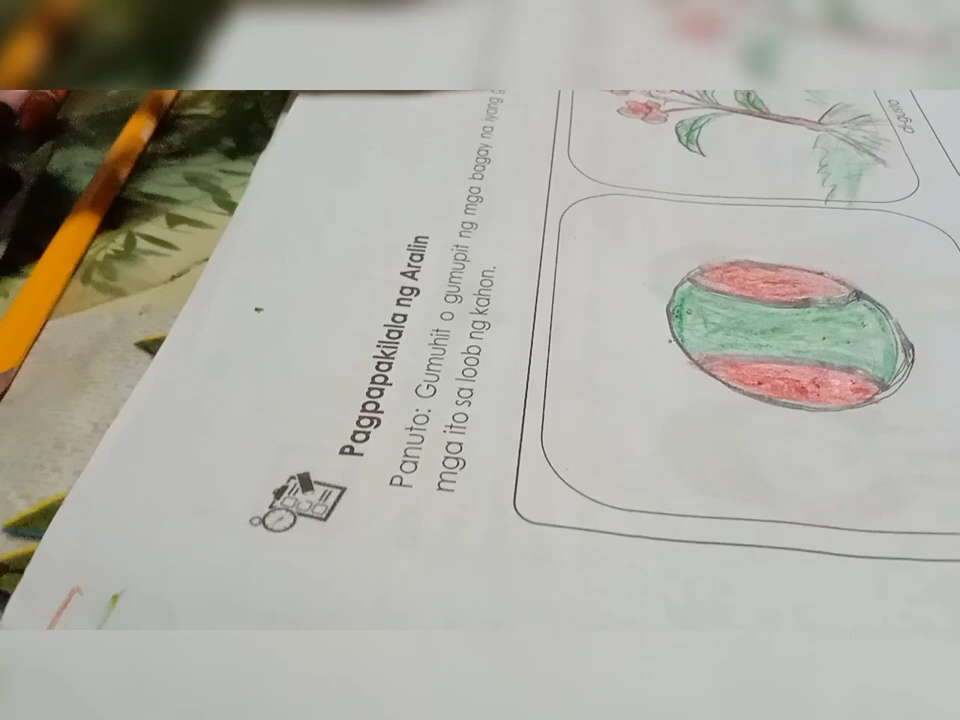 Pagpapakilala ng Aralin
Panuto: Gumuhit o gumupit ng mga bagay na iyong
mga ito sa loob ng kahon.